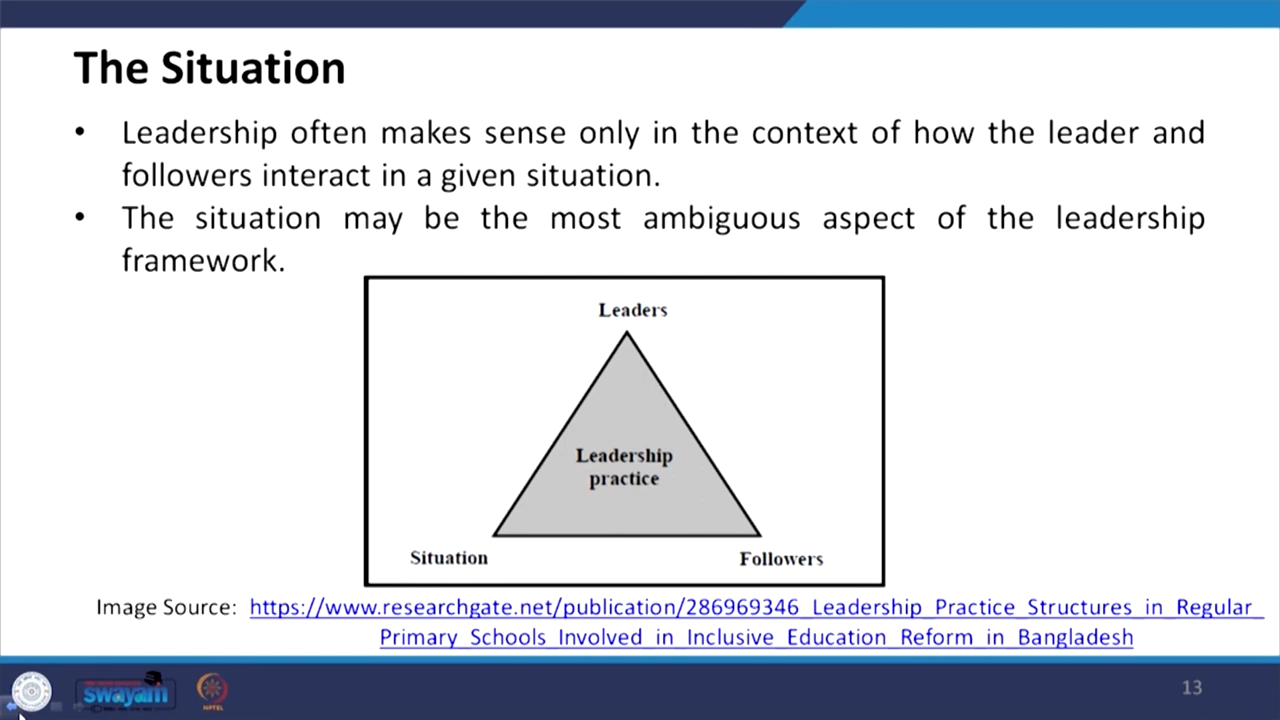 The Situation
• Leadership often makes sense only in the context of how the leader and
followers interact in a given situation.
• The situation may be the most ambiguous aspect of the leadership
framework.
Leaders
Leadership
practice
Situation
Followers
Image Source: https://www.researchgate.net/publication/286969346_Leadership_Practice_Structures_in_Regular_
Primary_Schools_Involved_in_Inclusive_Education_Reform_in_Bangladesh
swayam
NPTEL
13